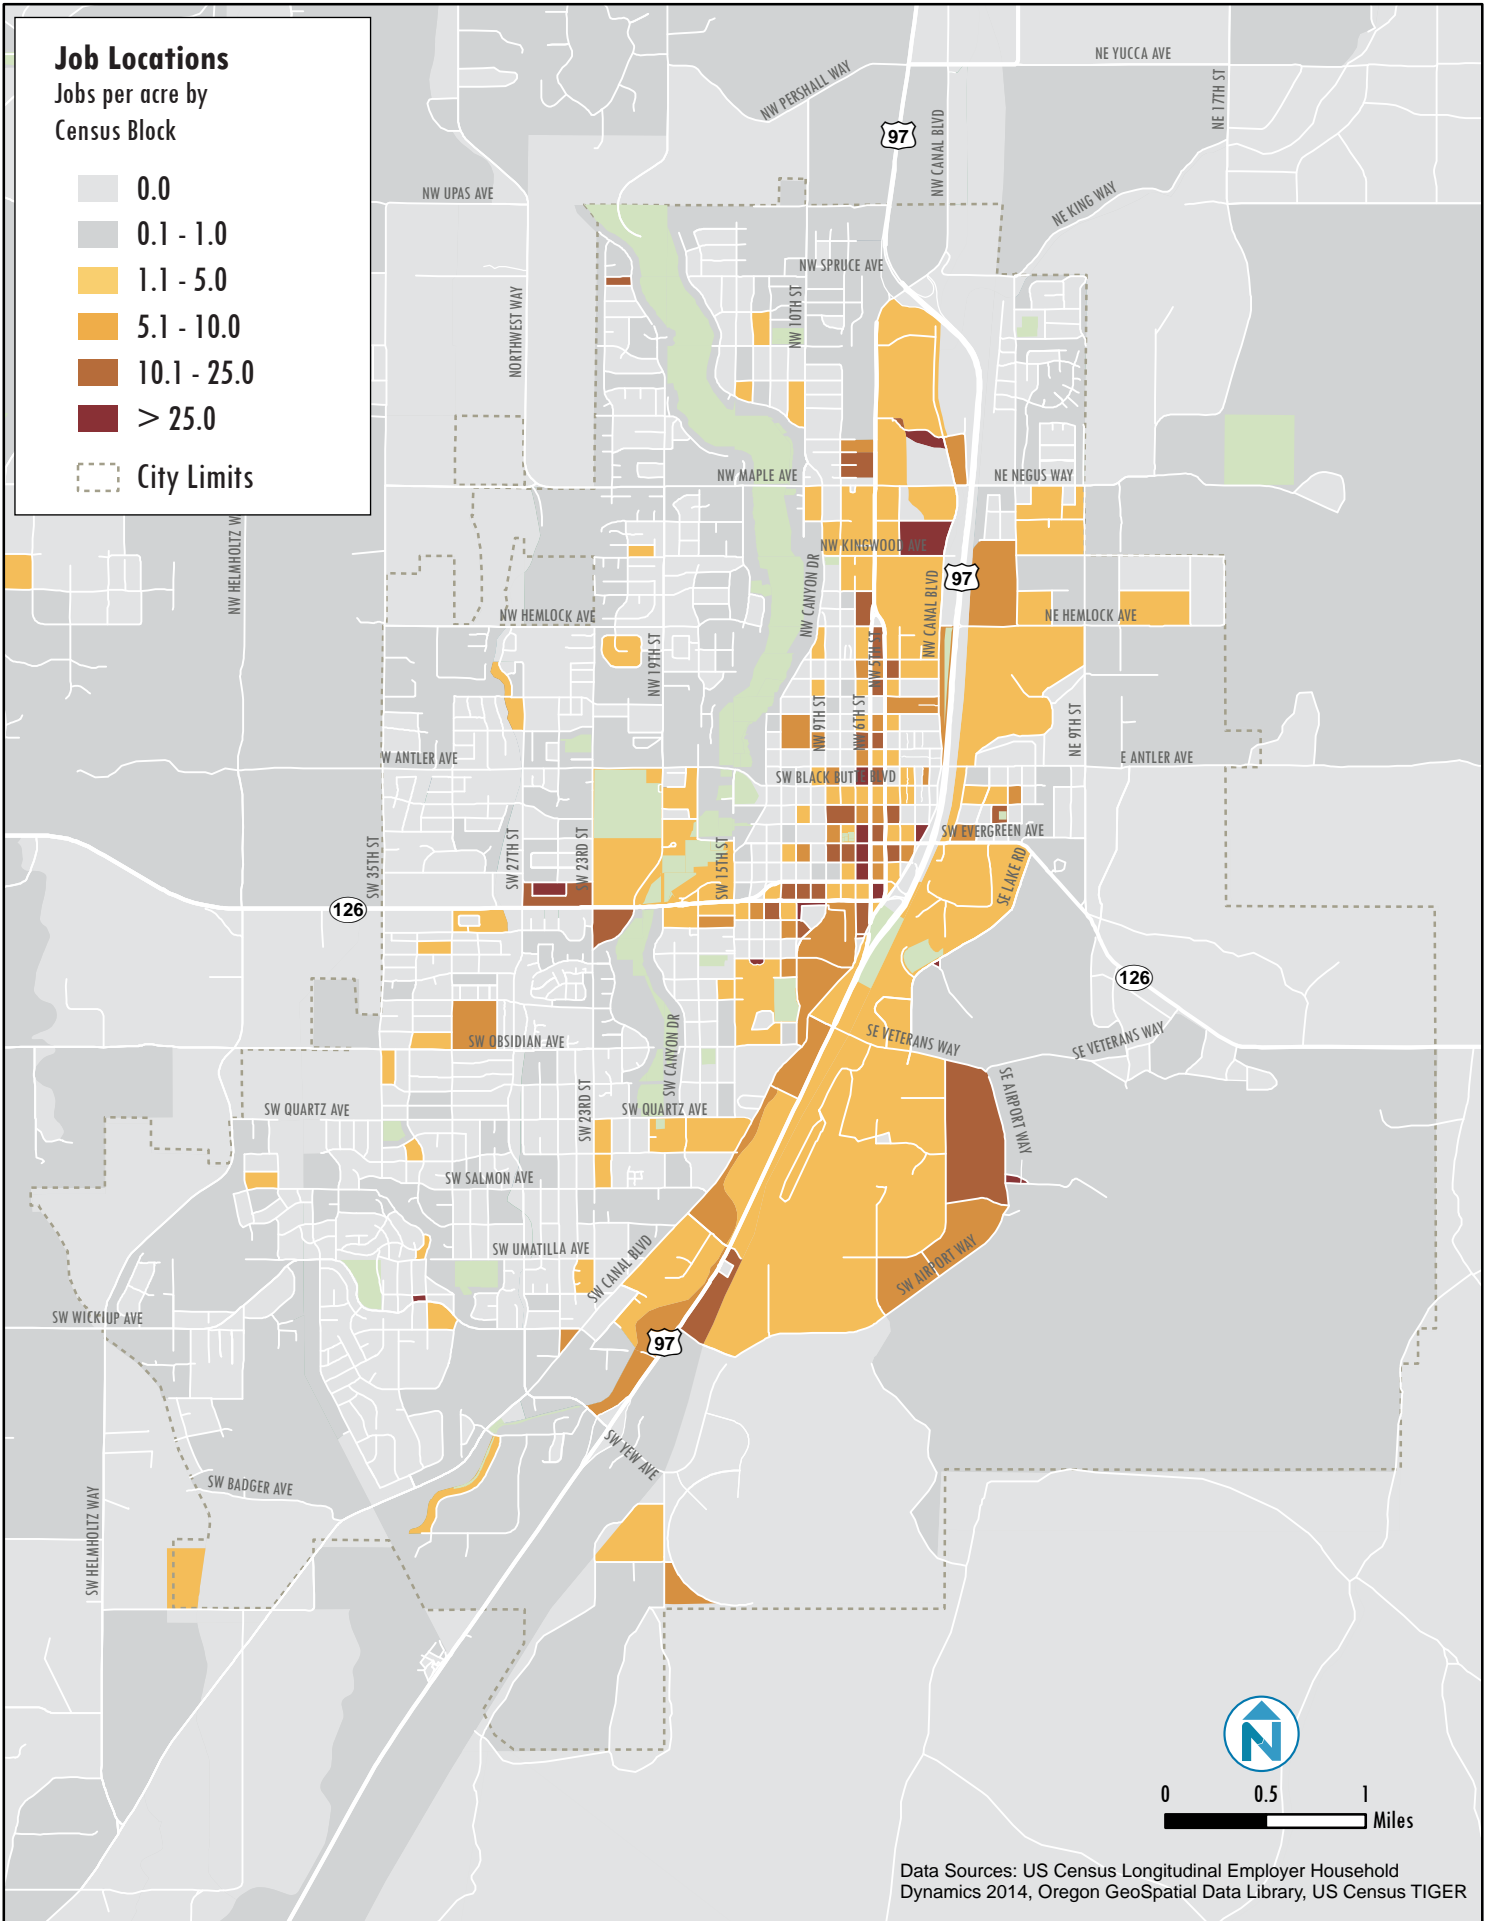 Job Locations
Jobs per acre by
Census Block
0.0
0.1 - 1.0
1.1 - 5.0
5.1 - 10.0
10.1 - 25.0
> 25.0
City Limits
NE YUCCA AVE
NW PERSHALL WAY
NE 17TH ST
97
NW CANAL BLVD
NW UPAS AVE
NE KING WAY
NW SPRUCE AVE
NORTHWEST WAY
NW 10TH ST
NW MAPLE AVE
NE NEGUS WAY
NW HELMHOLTZ W
NW KINGWOOD AVE
NW CANYON DR
97
NW CANAL BLVD
NW HEMLOCK AVE
NE HEMLOCK AVE
NW 19TH ST
NW 5TH ST
NW 9TH ST
NW 6TH ST
NE 9TH ST
W ANTLER AVE
E ANTLER AVE
SW BLACK BUTTE BLVD
SW EVERGREEN AVE
SW 35TH ST
SW 27TH ST
SW 23RD ST
SW 15TH ST
SE LAKE RD
126
126
SW OBSIDIAN AVE
SW CANYON DR
SE VETERANS WAY
SE VETERANS WAY
SE AIRPORT WAY
SW 23RD ST
SW QUARTZ AVE
SW QUARTZ AVE
SW SALMON AVE
SW UMATILLA AVE
SW CANAL BLVD
SW AIRPORT WAY
SW WICKIUP AVE
97
SW YEW AVE
SW BADGER AVE
SW HELMHOLTZ WAY
N
0 0.5 1
Miles
Data Sources: US Census Longitudinal Employer Household
Dynamics 2014, Oregon GeoSpatial Data Library, US Census TIGER